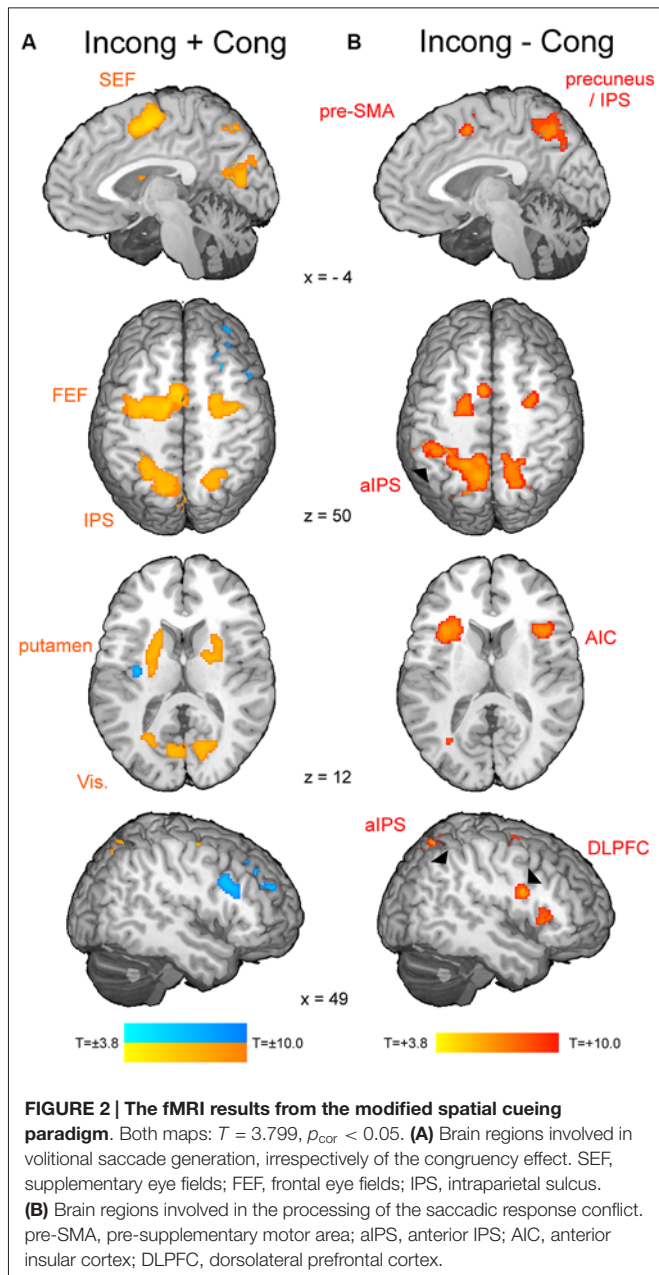 A Incong + Cong B Incong - Cong
SEF
pre-SMA
precuneus
/ IPS
x = - 4
FEF
IPS
aIPS
z = 50
putamen
Vis.
AIC
z = 12
aIPS
DLPFC
x = 49
T=±3.8 T=±10.0 T=+3.8 T=+10.0
FIGURE 2 | The fMRI results from the modified spatial cueing
paradigm. Both maps: T = 3.799, pcor < 0.05. (A) Brain regions involved in
volitional saccade generation, irrespectively of the congruency effect. SEF,
supplementary eye fields; FEF, frontal eye fields; IPS, intraparietal sulcus.
(B) Brain regions involved in the processing of the saccadic response conflict.
pre-SMA, pre-supplementary motor area; aIPS, anterior IPS; AIC, anterior
insular cortex; DLPFC, dorsolateral prefrontal cortex.